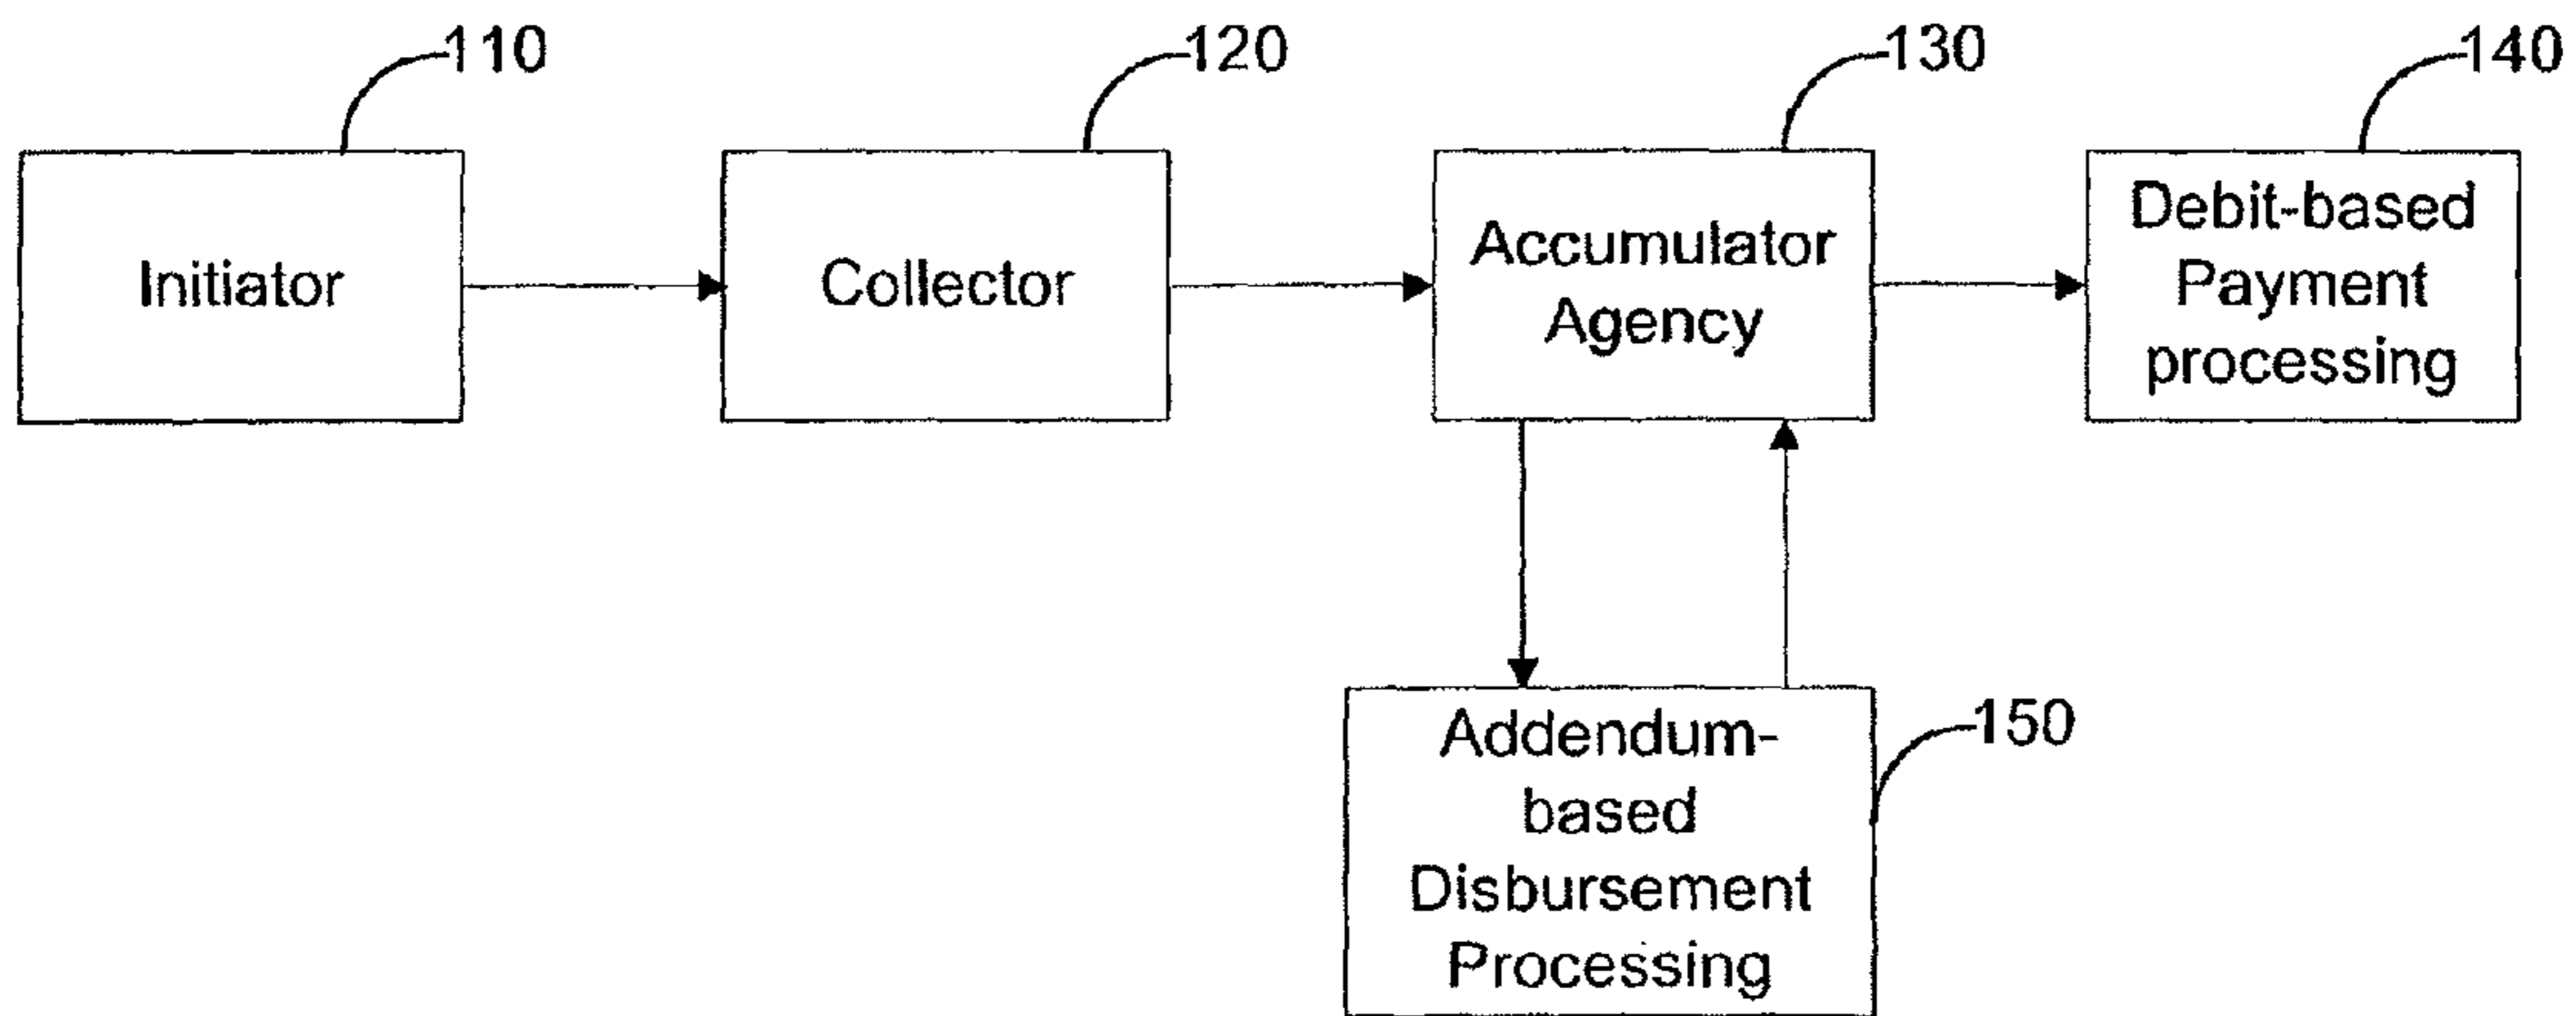 110
120
130
140
Initiator
Collector
Accumulator
Agency
Debit-based
Payment
processing
Addendum-
based
Disbursement
Processing
150